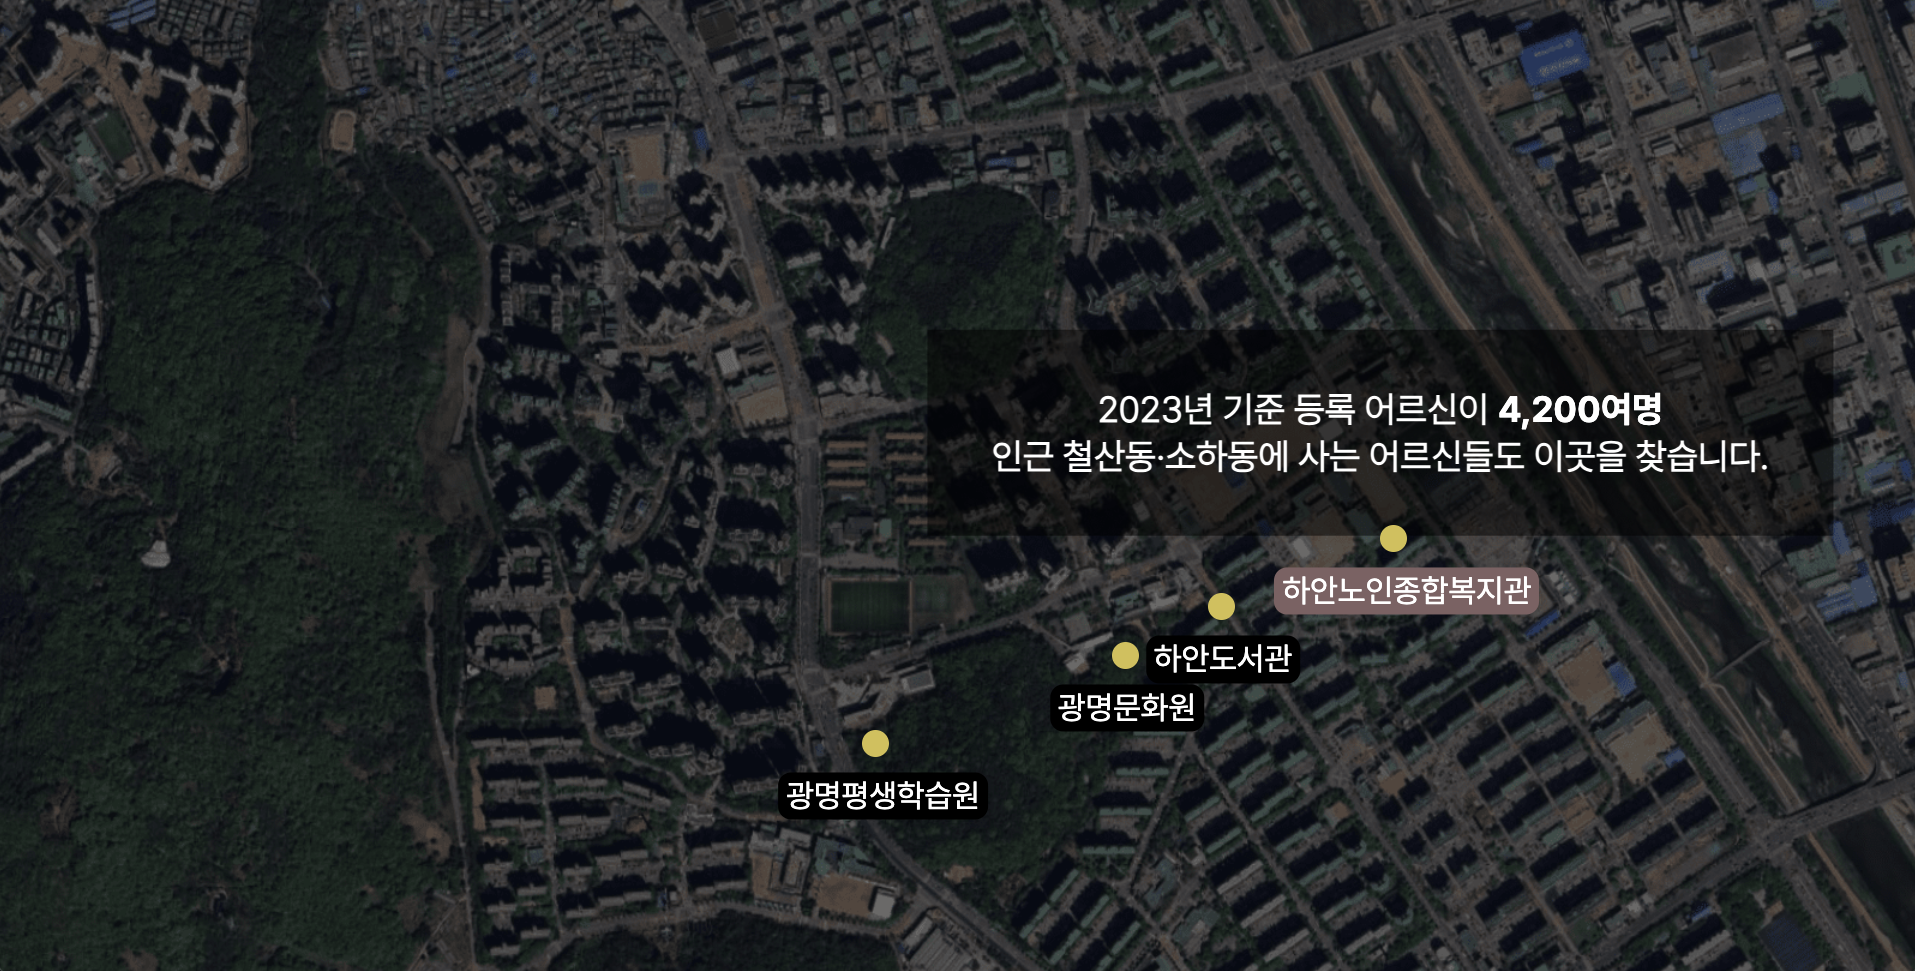 2023년 기준 등록 어르신이 4,200여명
인근 철산동·소하동에 사는 어르신들도 이곳을 찾습니다.
하안노인종합복지관
하안도서관
광명문화원
광명평생학습원